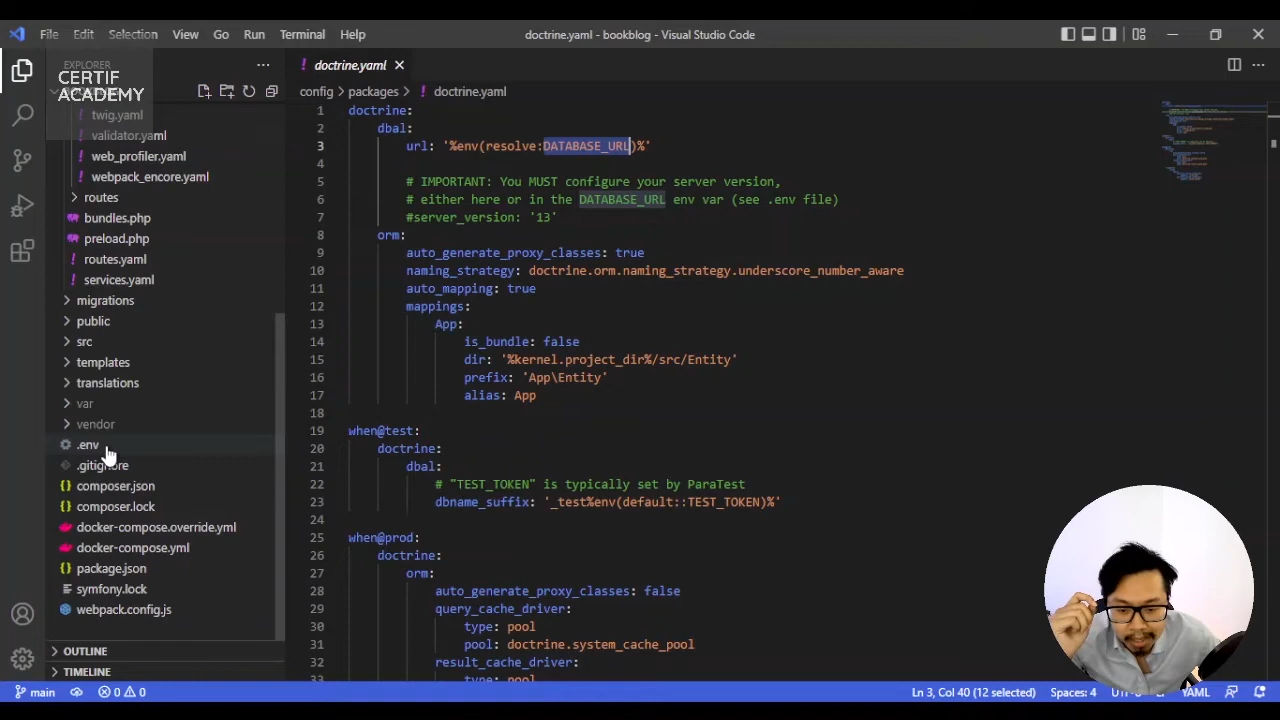 File Edit Selection View Go Run Terminal Help
doctrine.yaml - bookblog - Visual Studio Code
EXPLORER
CERTIF
ACADEMY
twig.yaml
validator.yaml
web_profiler.yaml
webpack_encore.yaml
routes
bundles.php
preload.php
routes.yaml
services.yaml
migrations
public
src
templates
translations
var
vendor
.env
.gitignore
composer.json
composer.lock
docker-compose.override.yml
docker-compose.yml
package.json
symfony.lock
webpack.config.js
OUTLINE
TIMELINE
doctrine.yaml
config > packages > doctrine.yaml
1 doctrine:
2 dbal:
3 url: '%env(resolve:DATABASE_URL)%'
4
5 # IMPORTANT: You MUST configure your server version,
6 # either here or in the DATABASE_URL env var (see .env file)
7 #server_version: '13'
8 orm:
9 auto_generate_proxy_classes: true
10 naming_strategy: doctrine.orm.naming_strategy.underscore_number_aware
11 auto_mapping: true
12 mappings:
13 App:
14 is_bundle: false
15 dir: '%kernel.project_dir%/src/Entity'
16 prefix: 'App\Entity'
17 alias: App
18
19 when@test:
20 doctrine:
21 dbal:
22 # "TEST_TOKEN" is typically set by ParaTest
23 dbname_suffix: '_test%env(default::TEST_TOKEN)%'
24
25 when@prod:
26 doctrine:
27 orm:
28 auto_generate_proxy_classes: false
29 query_cache_driver:
30 type: pool
31 pool: doctrine.system_cache_pool
32 result_cache_driver:
33 type: pool
main 0 0 Ln 3, Col 40 (12 selected) Spaces: 4 YAML